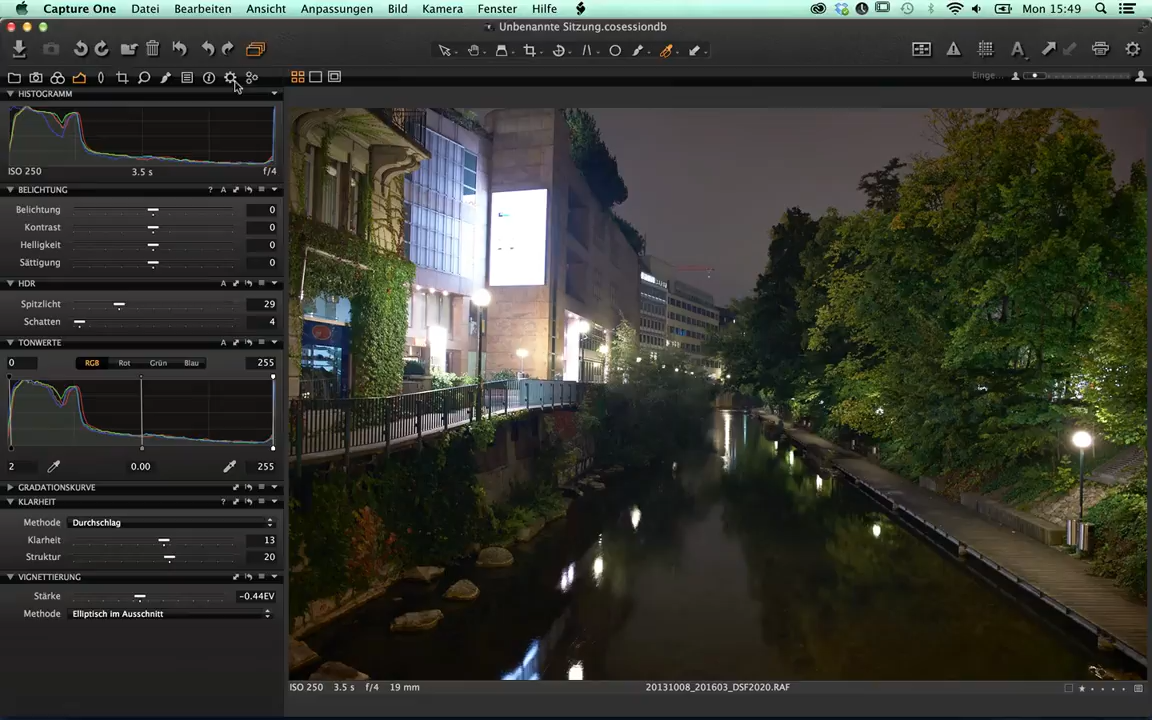 Capture One Datei Bearbeiten Ansicht Anpassungen Bild Kamera Fenster Hilfe Mon 15:49
Unbenannte Sitzung.cosessiondb
Einge...
HISTOGRAMM
ISO 250 3.5 s f/4
BELICHTUNG ? A
Belichtung 0
Kontrast 0
Helligkeit 0
Sättigung 0
HDR A
Spitzlicht 29
Schatten 4
TONWERTE A
0 RGB Rot Grün Blau 255
2 0.00 255
GRADATIONSKURVE
KLARHEIT ?
Methode Durchschlag
Klarheit 13
Struktur 20
VIGNETTIERUNG
Stärke -0.44EV
Methode Elliptisch im Ausschnitt
ISO 250 3.5 s f/4 19 mm 20131008_201603_DSF2020.RAF